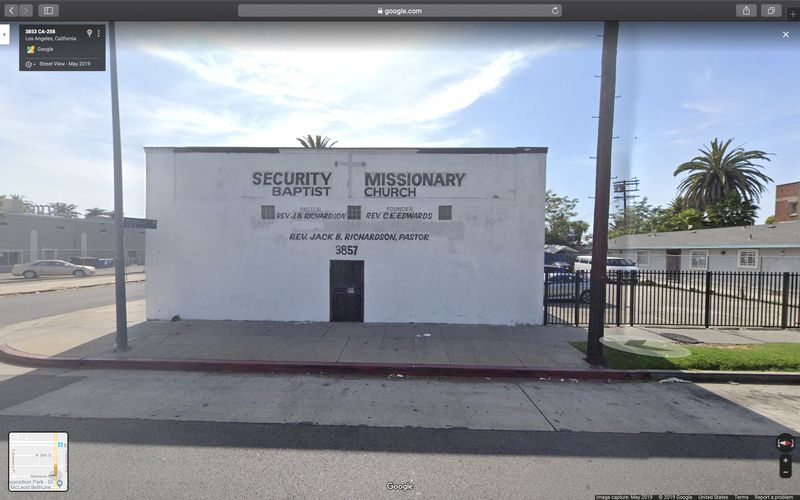 google.com
3853 CA-258
Los Angeles, California
Google
Street View - May 2019
SECURITY MISSIONARY
BAPTIST CHURCH
PASTOR FOUNDER
REV. J.B. RICHARDSON REV. C.E. EDWARDS
REV. JACK B. RICHARDSON, PASTOR
3857
Google
Image capture: May 2019 © 2019 Google United States Terms Report a problem